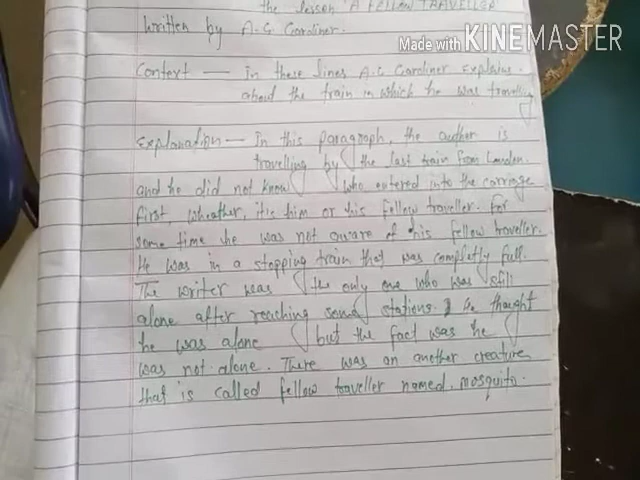 the lesson 'A FELLOW TRAVELLER
Written by A.G Gardiner.
Made with KINEMASTER
Context — In these lines A.G Gardiner explains
about the train in which he was travelling
Explanation — In this paragraph, the author is
travelling by the last train from London.
and he did not know who entered into the carriage
first, wheather, it is him or his fellow traveller. For
some time he was not aware of his fellow traveller.
He was in a stopping train that was completly full.
The writer was the only one who was still
alone after reaching some stations. He thought
he was alone but the fact was he
was not alone. There was an another creature
that is called fellow traveller named, mosquito.